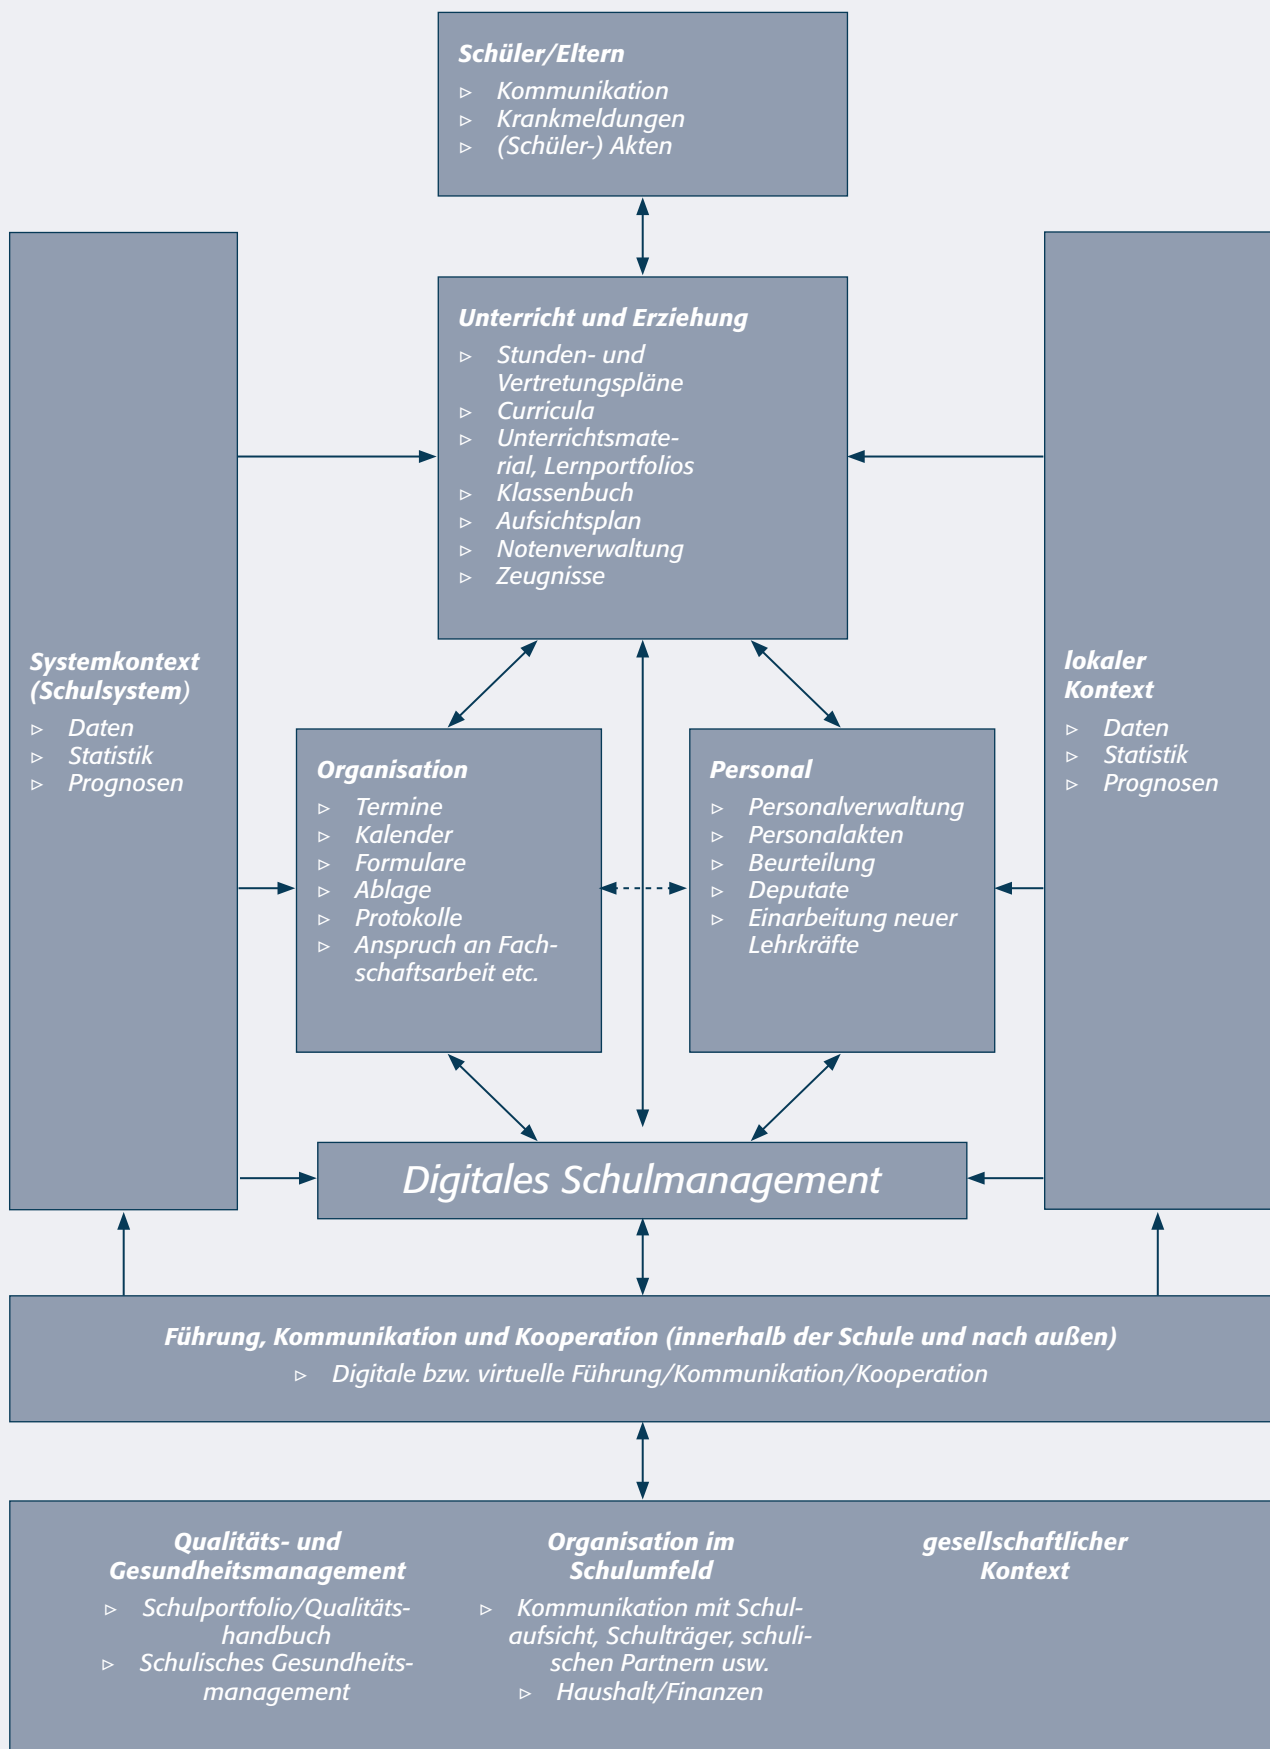 Schüler/Eltern
▹ Kommunikation
▹ Krankmeldungen
▹ (Schüler-) Akten
Unterricht und Erziehung
▹ Stunden- und
Vertretungspläne
▹ Curricula
▹ Unterrichtsmate-
rial, Lernportfolios
▹ Klassenbuch
▹ Aufsichtsplan
▹ Notenverwaltung
▹ Zeugnisse
Systemkontext
(Schulsystem)
▹ Daten
▹ Statistik
▹ Prognosen
lokaler
Kontext
▹ Daten
▹ Statistik
▹ Prognosen
Organisation
▹ Termine
▹ Kalender
▹ Formulare
▹ Ablage
▹ Protokolle
▹ Anspruch an Fach-
schaftsarbeit etc.
Personal
▹ Personalverwaltung
▹ Personalakten
▹ Beurteilung
▹ Deputate
▹ Einarbeitung neuer
Lehrkräfte
Digitales Schulmanagement
Führung, Kommunikation und Kooperation (innerhalb der Schule und nach außen)
▹ Digitale bzw. virtuelle Führung/Kommunikation/Kooperation
Qualitäts- und
Gesundheitsmanagement
▹ Schulportfolio/Qualitäts-
handbuch
▹ Schulisches Gesundheits-
management
Organisation im
Schulumfeld
▹ Kommunikation mit Schul-
aufsicht, Schulträger, schuli-
schen Partnern usw.
▹ Haushalt/Finanzen
gesellschaftlicher
Kontext